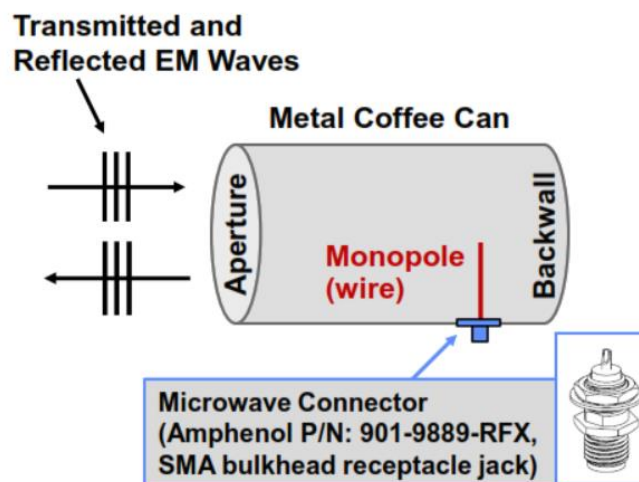 Transmitted and
Reflected EM Waves
Metal Coffee Can
Aperture
Monopole
(wire)
Backwall
Microwave Connector
(Amphenol P/N: 901-9889-RFX,
SMA bulkhead receptacle jack)